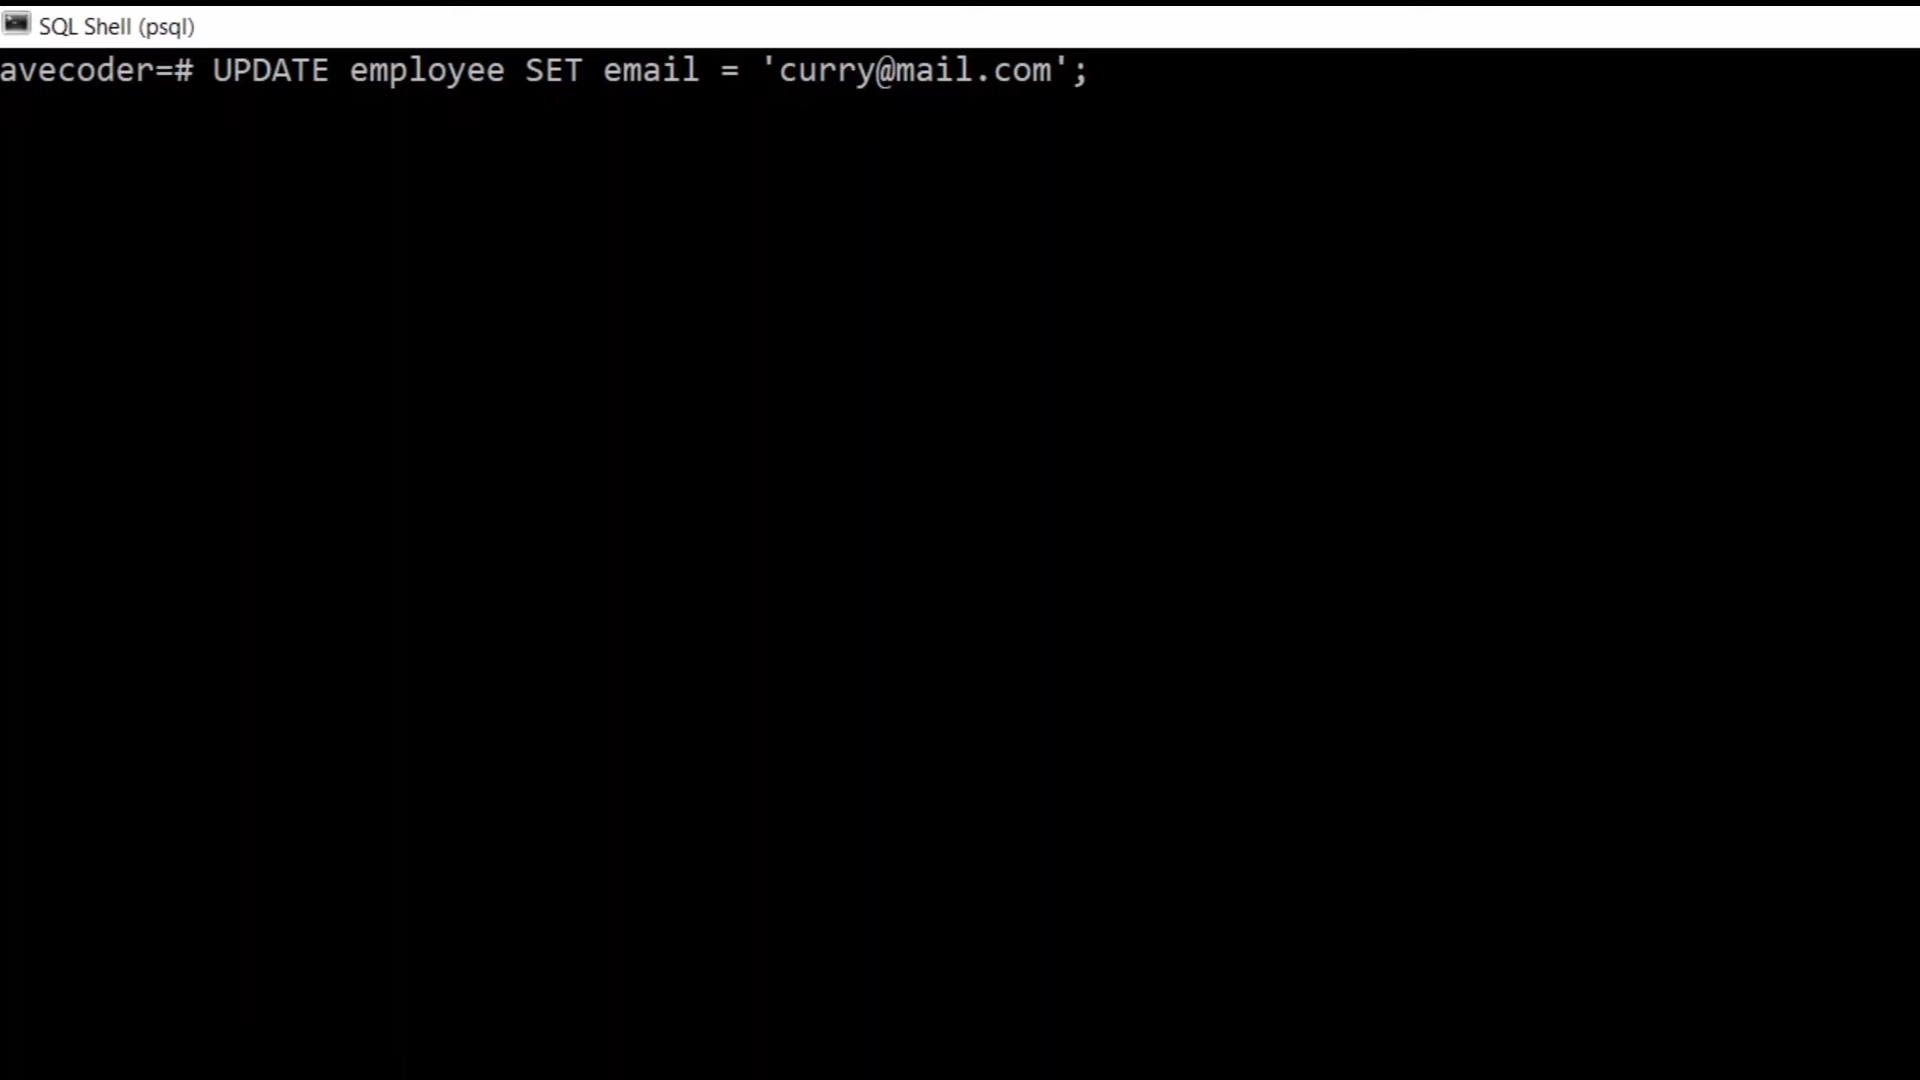 SQL Shell (psql)
avecoder=# UPDATE employee SET email = 'curry@mail.com';